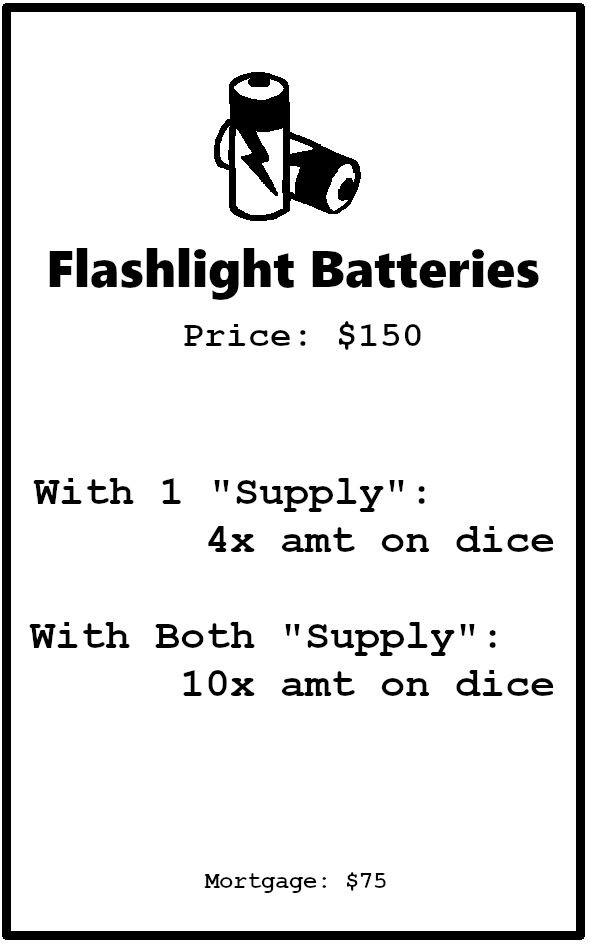 Flashlight Batteries
Price: $150
With 1 "Supply":
4x amt on dice
With Both "Supply":
10x amt on dice
Mortgage: $75